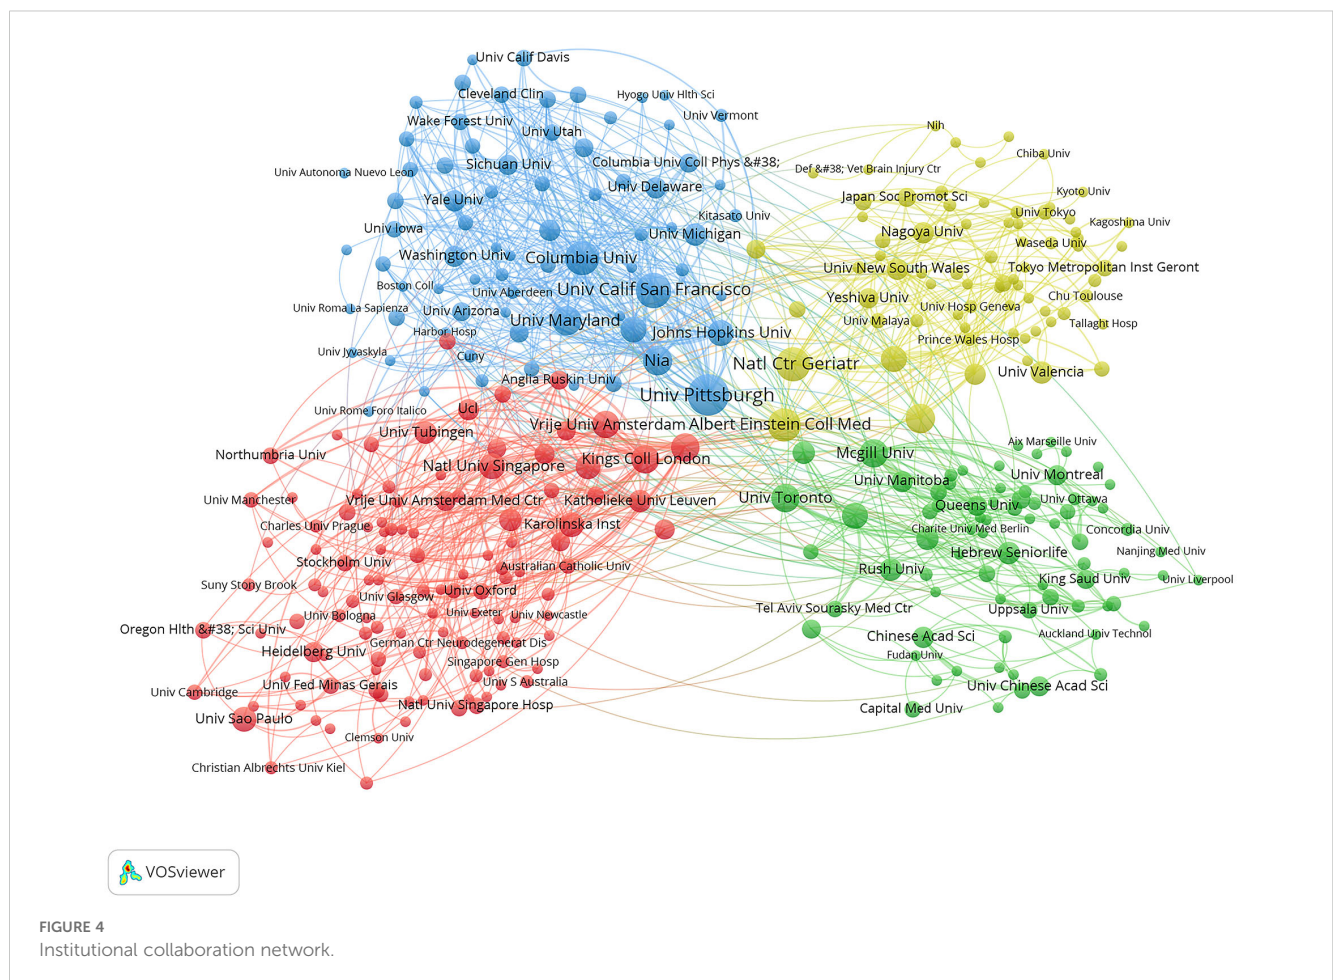 Univ Calif Davis
Cleveland Clin
Hyogo Univ Hlth Sci
Univ Vermont
Wake Forest Univ
Univ Utah
Nih
Chiba Univ
Sichuan Univ
Columbia Univ Coll Phys &#38;
Def &#38; Vet Brain Injury Ctr
Univ Autonoma Nuevo Leon
Univ Delaware
Kyoto Univ
Yale Univ
Japan Soc Promot Sci
Kitasato Univ
Univ Tokyo
Kagoshima Univ
Univ Iowa
Univ Michigan
Nagoya Univ
Waseda Univ
Washington Univ
Columbia Univ
Univ New South Wales
Tokyo Metropolitan Inst Geront
Boston Coll
Univ Aberdeen
Univ Calif San Francisco
Yeshiva Univ
Chu Toulouse
Univ Roma La Sapienza
Univ Arizona
Univ Hosp Geneva
Univ Maryland
Univ Malaya
Tallaght Hosp
Harbor Hosp
Johns Hopkins Univ
Prince Wales Hosp
Univ Jyvaskyla
Cuny
Nia
Natl Ctr Geriatr
Univ Valencia
Anglia Ruskin Univ
Univ Pittsburgh
Univ Rome Foro Italico
Ucl
Vrije Univ Amsterdam
Albert Einstein Coll Med
Univ Tubingen
Aix Marseille Univ
Northumbria Univ
Natl Univ Singapore
Kings Coll London
Mcgill Univ
Univ Montreal
Univ Manitoba
Univ Manchester
Vrije Univ Amsterdam Med Ctr
Katholieke Univ Leuven
Univ Toronto
Queens Univ
Univ Ottawa
Charles Univ Prague
Karolinska Inst
Charite Univ Med Berlin
Concordia Univ
Stockholm Univ
Australian Catholic Univ
Hebrew Seniorlife
Nanjing Med Univ
Rush Univ
King Saud Univ
Univ Liverpool
Suny Stony Brook
Univ Glasgow
Univ Oxford
Univ Bologna
Univ Exeter
Univ Newcastle
Tel Aviv Sourasky Med Ctr
Uppsala Univ
Oregon Hlth &#38; Sci Univ
German Ctr Neurodegenerat Dis
Chinese Acad Sci
Auckland Univ Technol
Heidelberg Univ
Singapore Gen Hosp
Fudan Univ
Univ Cambridge
Univ Fed Minas Gerais
Univ S Australia
Univ Chinese Acad Sci
Univ Sao Paulo
Natl Univ Singapore Hosp
Capital Med Univ
Clemson Univ
Christian Albrechts Univ Kiel
VOSviewer
FIGURE 4
Institutional collaboration network.